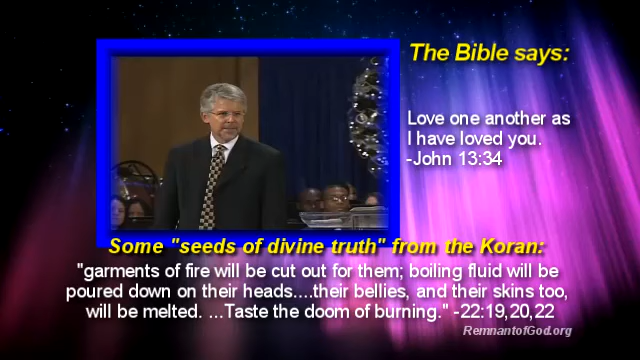 The Bible says:
Love one another as
I have loved you.
-John 13:34
Some "seeds of divine truth" from the Koran:
"garments of fire will be cut out for them; boiling fluid will be
poured down on their heads....their bellies, and their skins too,
will be melted. ...Taste the doom of burning." -22:19,20,22
RemnantofGod.org